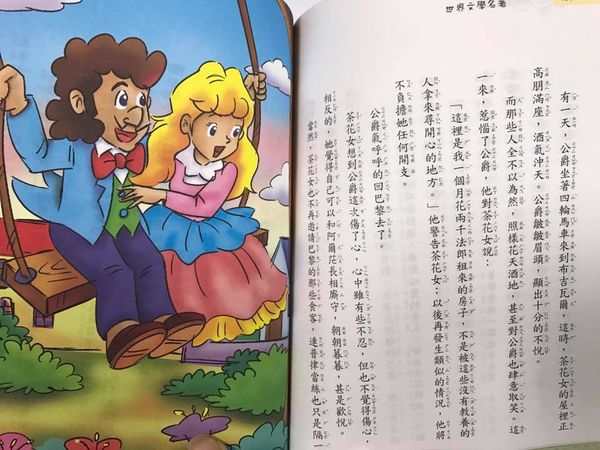 世界文學名著
有一天，公爵坐著四輪馬車來到布吉瓦爾，這時，茶花女的屋裡正
高朋滿座，酒氣沖天。公爵皺皺眉頭，顯出十分的不悅。
而那些人全不以為然，照樣花天酒地，甚至對公爵也肆意取笑。這
一來，惹惱了公爵，他對茶花女說：
「這裡是我一個月花兩千法郎租來的房子，不是被這些沒有教養的
人拿來尋開心的地方。」他警告茶花女：以後再發生類似的情況，他將
不負擔她任何開支。
公爵氣呼呼的回巴黎去了。
茶花女想到公爵這次傷了心，心中雖有些不忍，但也不覺得傷心，
相反的，她覺得自己可以和阿爾芒長相廝守，朝朝暮暮，甚是歡悅。
當然，茶花女也不再邀請巴黎的那些食客，連普律當絲也只是隔一